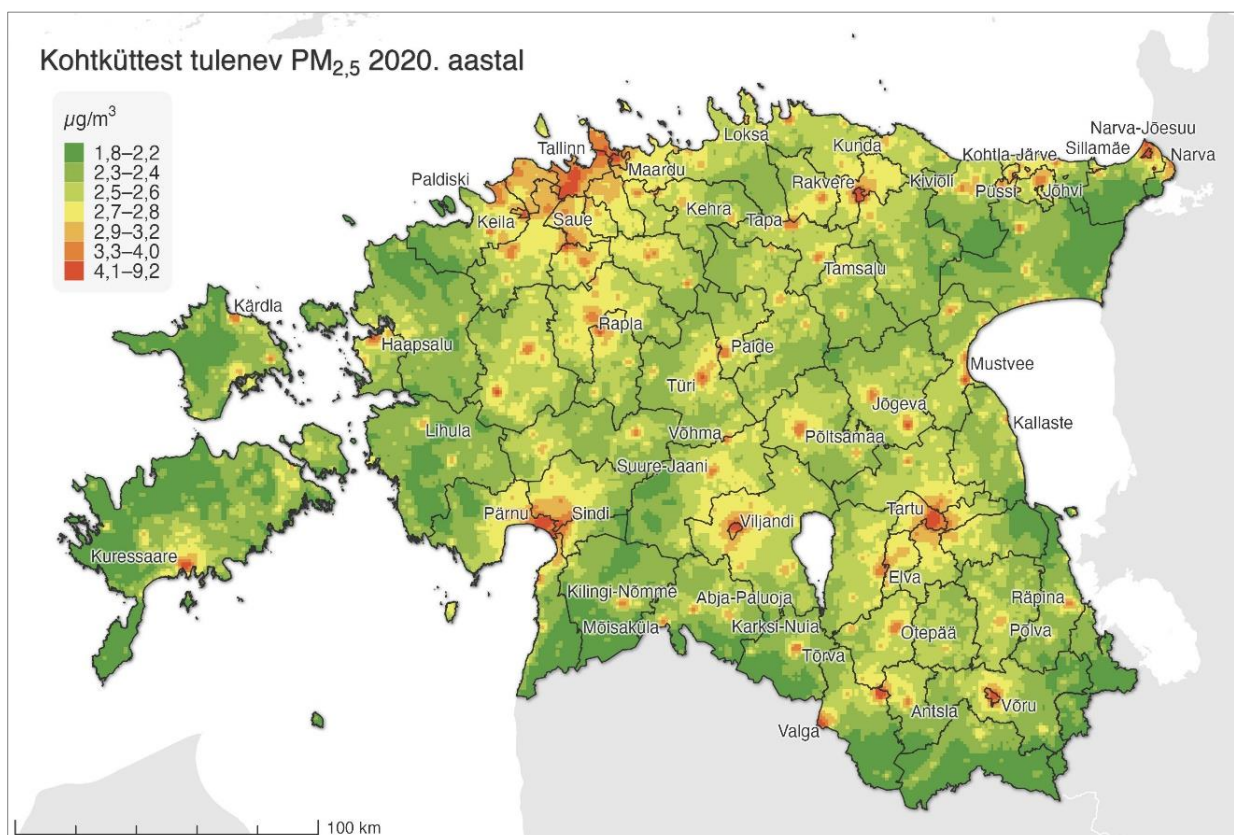 Kohtküttest tulenev PM2,5 2020. aastal
µg/m³
1,8–2,2
2,3–2,4
2,5–2,6
2,7–2,8
2,9–3,2
3,3–4,0
4,1–9,2
Loksa
Narva-Jõesuu
Tallinn
Kunda
Sillamäe
Narva
Kohtla-Järve
Maardu
Paldiski
Rakvere
Kiviõli
Püssi
Jõhvi
Keila
Saue
Kehra
Tapa
Tamsalu
Kärdla
Rapla
Haapsalu
Paide
Mustvee
Türi
Jõgeva
Kallaste
Lihula
Võhma
Põltsamaa
Suure-Jaani
Pärnu
Sindi
Viljandi
Tartu
Kuressaare
Elva
Kilingi-Nõmme
Abja-Paluoja
Räpina
Mõisaküla
Karksi-Nuia
Otepää
Põlva
Tõrva
Antsla
Võru
Valga
100 km